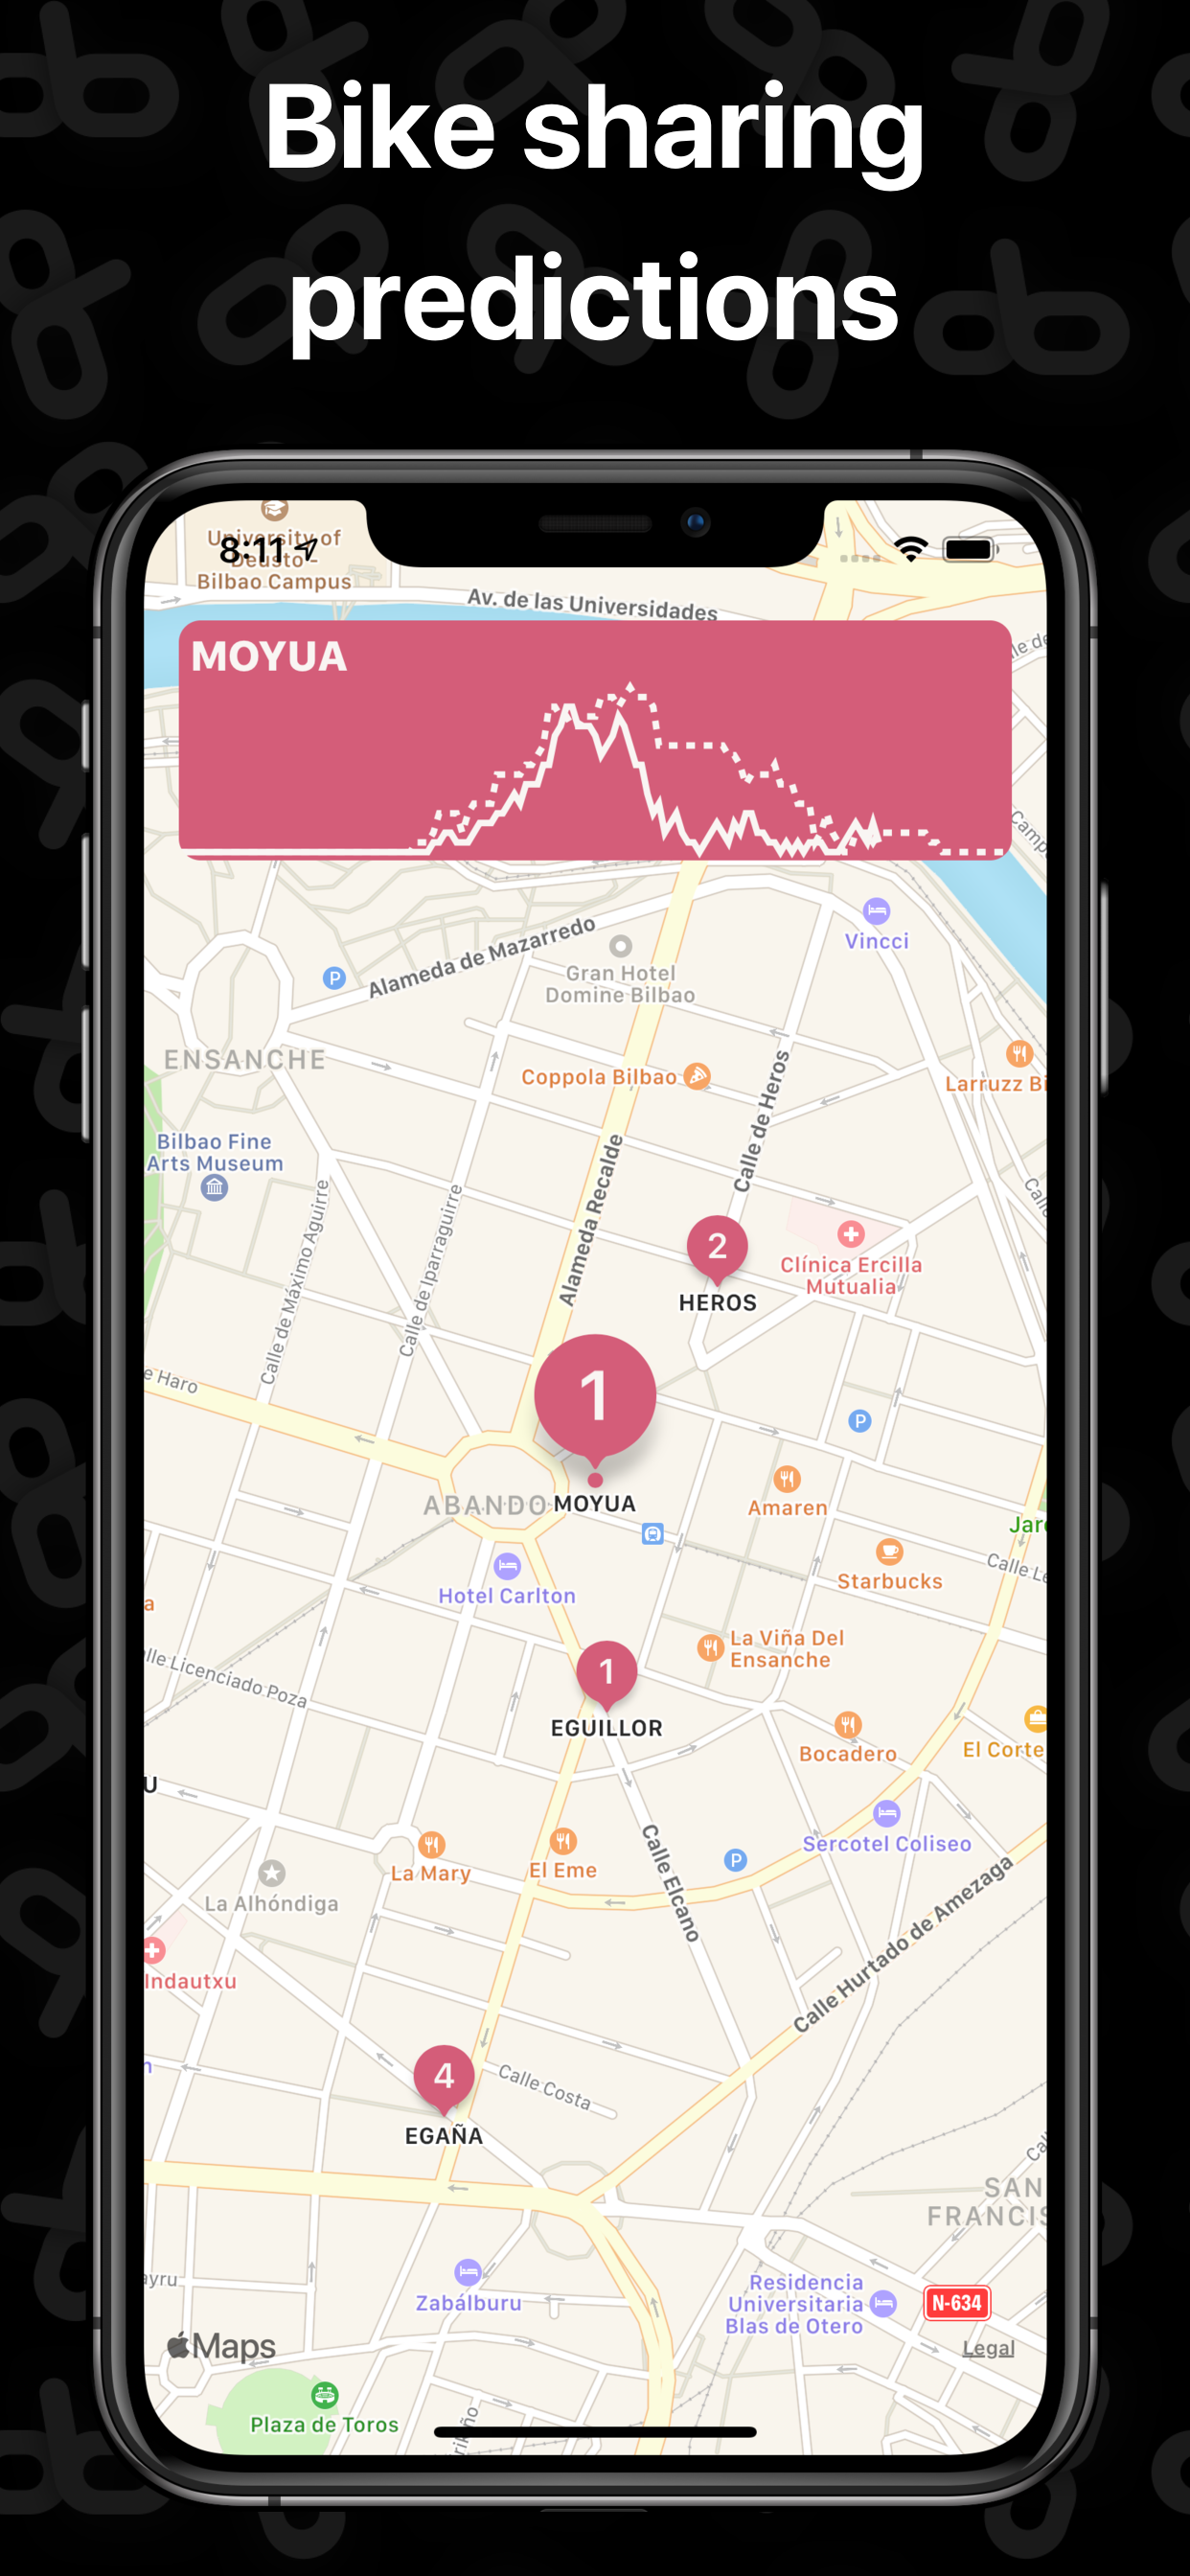 Bike sharing
predictions
8:11
University of
Deusto -
Bilbao Campus
Av. de las Universidades
MOYUA
Vincci
Alameda de Mazarredo
P
Gran Hotel
Domine Bilbao
ENSANCHE
Coppola Bilbao
Calle de Heros
Larruzz Bi
Bilbao Fine
Arts Museum
Alameda Recalde
Calle de Máximo Aguirre
Calle de Iparraguirre
2
HEROS
Clínica Ercilla
Mutualia
e Haro
1
P
ABANDO
MOYUA
Amaren
Jar
Hotel Carlton
Starbucks
Calle Le
a
La Viña Del
Ensanche
lle Licenciado Poza
1
EGUILLOR
Bocadero
El Corte
U
Sercotel Coliseo
La Mary
El Eme
P
Calle Elcano
La Alhóndiga
Calle Hurtado de Amezaga
Indautxu
n
4
EGAÑA
Calle Costa
SAN
FRANCIS
ayru
Zabálburu
Residencia
Universitaria
Blas de Otero
N-634
Maps
Legal
Plaza de Toros